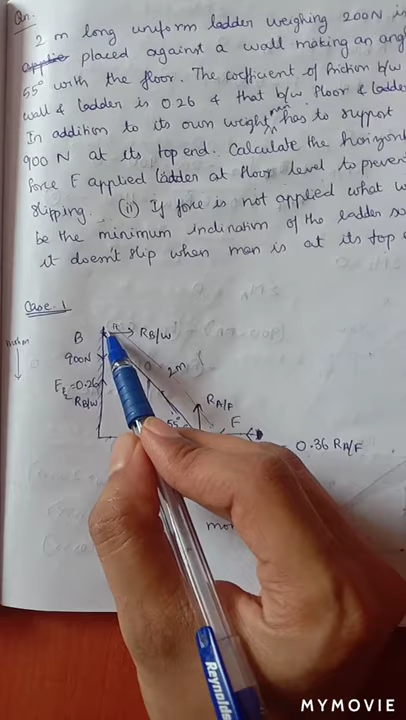 Qn:-
2 m long uniform ladder weighing 200N is
placed against a wall making an ang
55° with the floor. The coefficient of friction b/w
wall & ladder is 0.26 & that b/w floor & ladder
In addition to its own weight, man has to support
900 N at its top end. Calculate the horizon
force F applied ladder at floor level to preven
slipping. (ii) If force is not applied what w
be the minimum inclination of the ladder so
it doesn't slip when man is at its top
Case: 1
B
RB/W
900N
2m
0.26
RB/W
RA/F
55°
F
0.36 RA/F
Reynolds
MYMOVIE